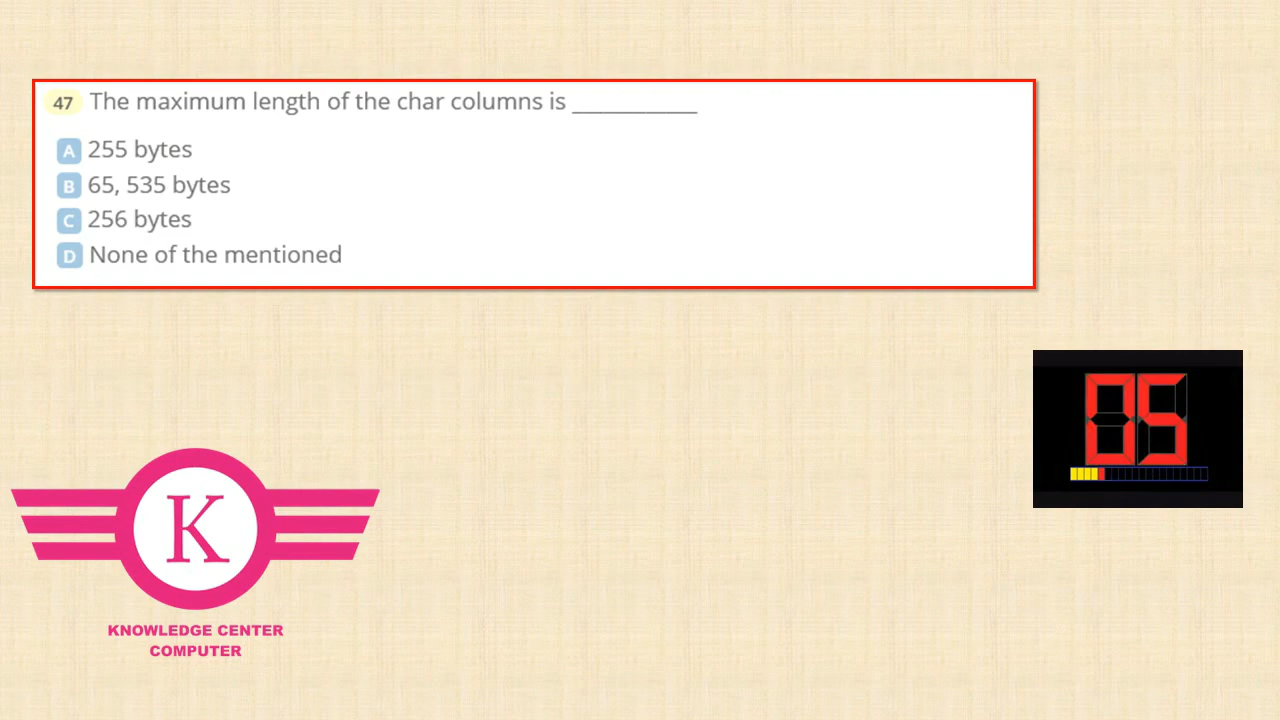 47 The maximum length of the char columns is __________
A 255 bytes
B 65, 535 bytes
C 256 bytes
D None of the mentioned
05
K
KNOWLEDGE CENTER
COMPUTER